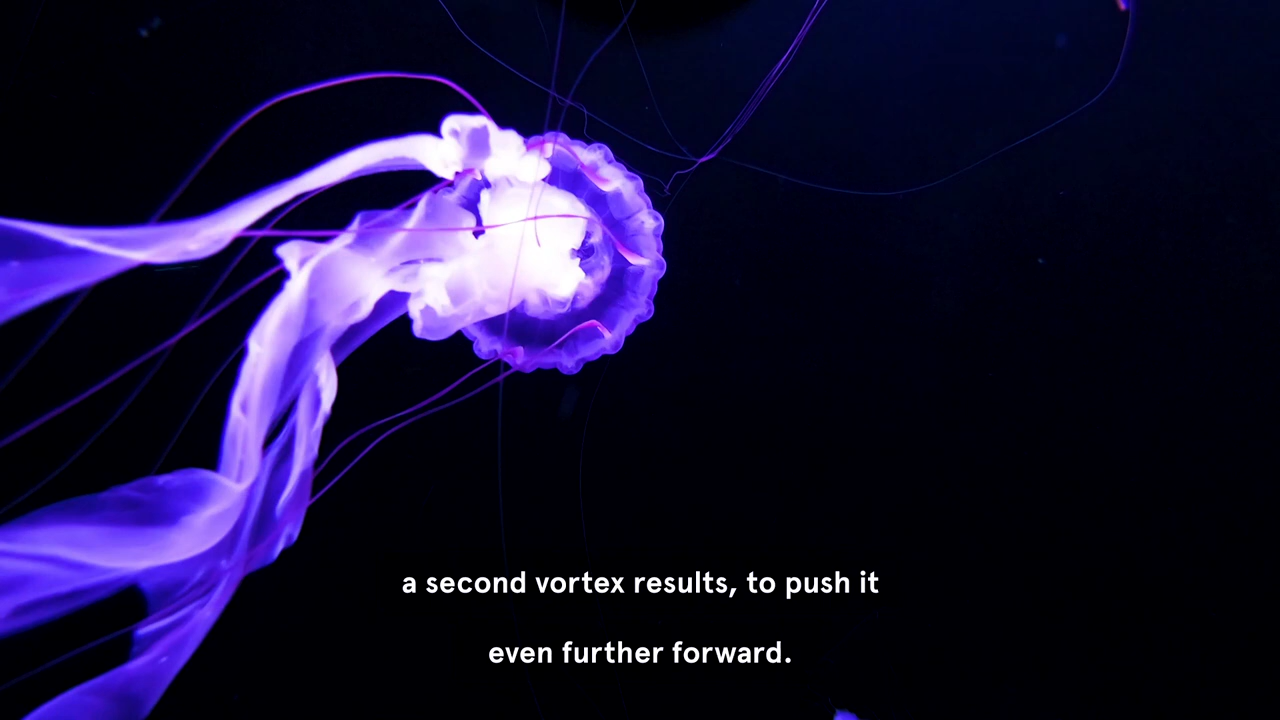 a second vortex results, to push it
even further forward.